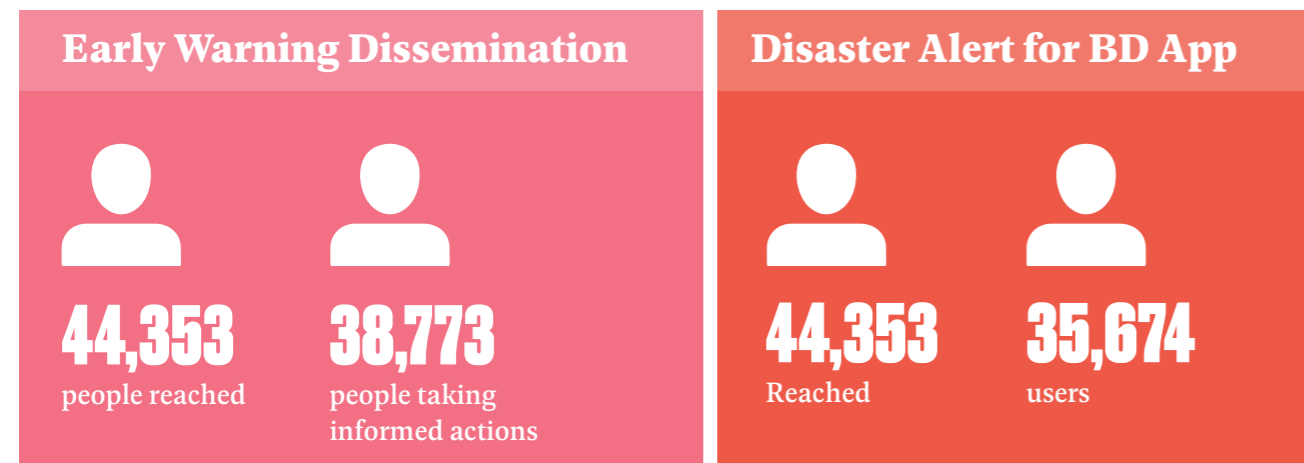 Early Warning Dissemination
44,353
people reached
38,773
people taking
informed actions
Disaster Alert for BD App
44,353
Reached
35,674
users